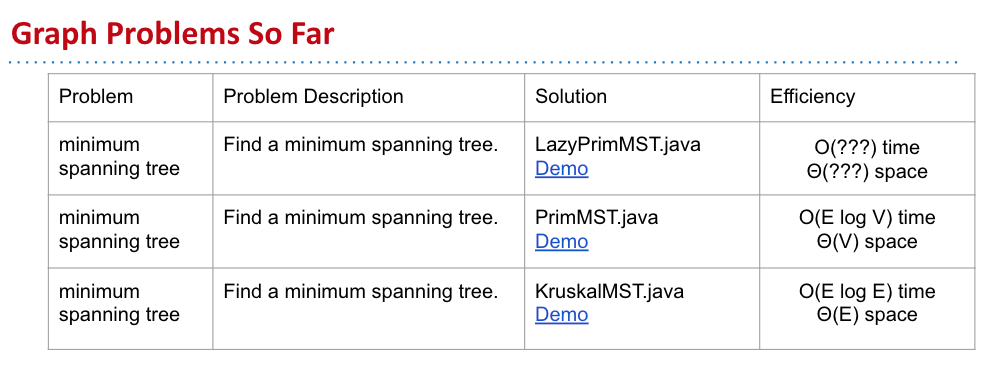 Graph Problems So Far
Problem Problem Description Solution Efficiency
minimum spanning tree Find a minimum spanning tree. LazyPrimMST.java Demo O(???) time Θ(???) space
minimum spanning tree Find a minimum spanning tree. PrimMST.java Demo O(E log V) time Θ(V) space
minimum spanning tree Find a minimum spanning tree. KruskalMST.java Demo O(E log E) time Θ(E) space